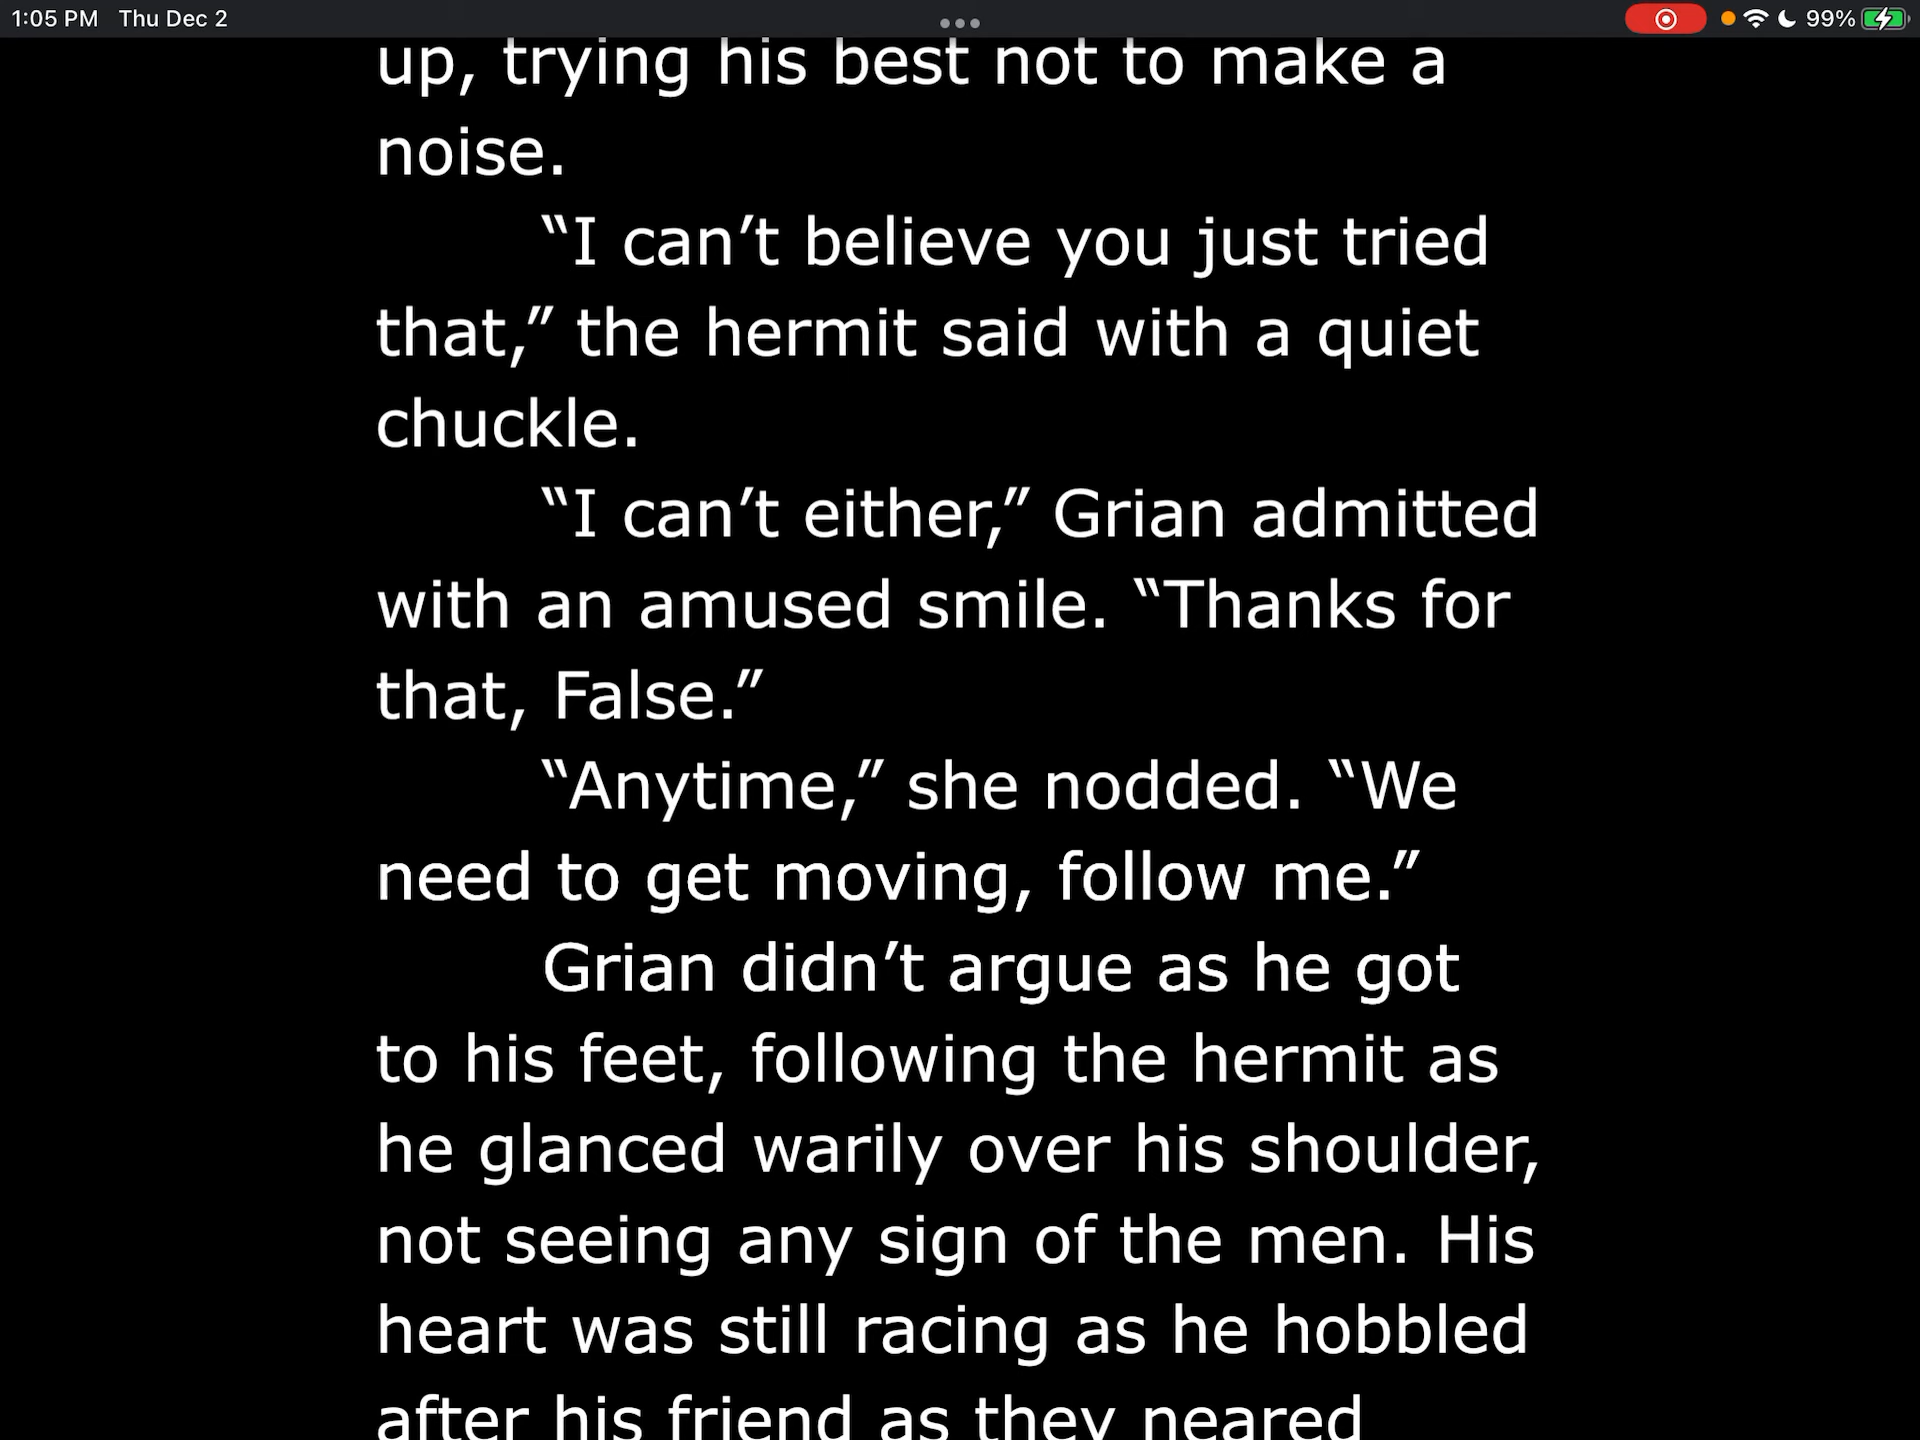 1:05 PM Thu Dec 2
99%
up, trying his best not to make a
noise.
“I can’t believe you just tried
that,” the hermit said with a quiet
chuckle.
“I can’t either,” Grian admitted
with an amused smile. “Thanks for
that, False.”
“Anytime,” she nodded. “We
need to get moving, follow me.”
Grian didn’t argue as he got
to his feet, following the hermit as
he glanced warily over his shoulder,
not seeing any sign of the men. His
heart was still racing as he hobbled
after his friend as they neared